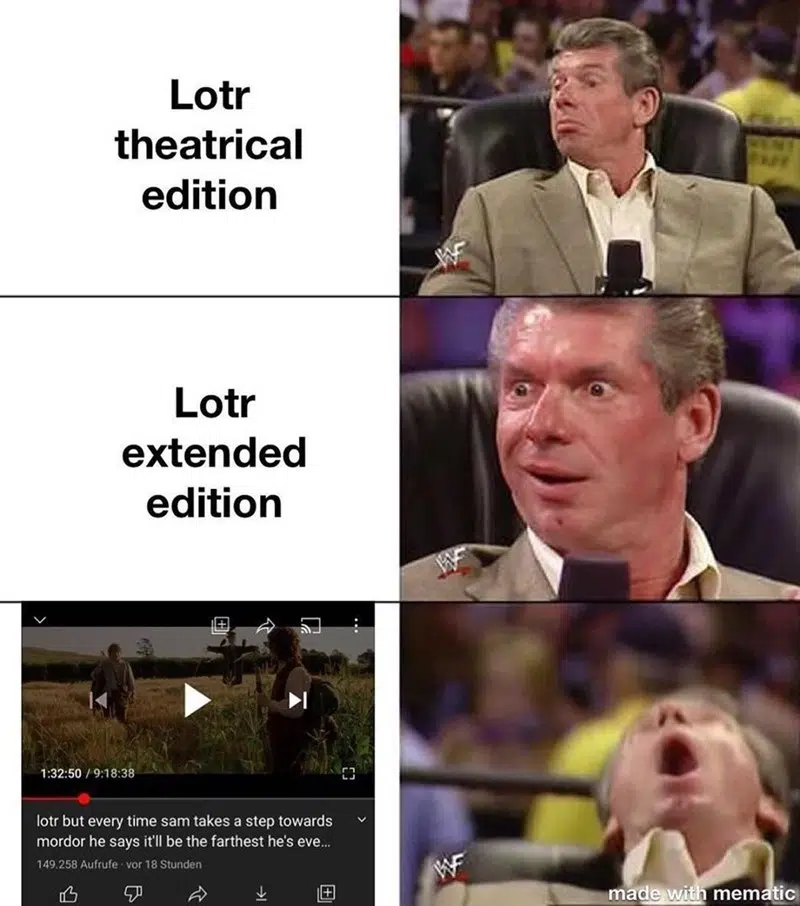 Lotr
theatrical
edition
Lotr
extended
edition
1:32:50 / 9:18:38
lotr but every time sam takes a step towards
mordor he says it'll be the farthest he's eve...
149.258 Aufrufe · vor 18 Stunden
made with mematic